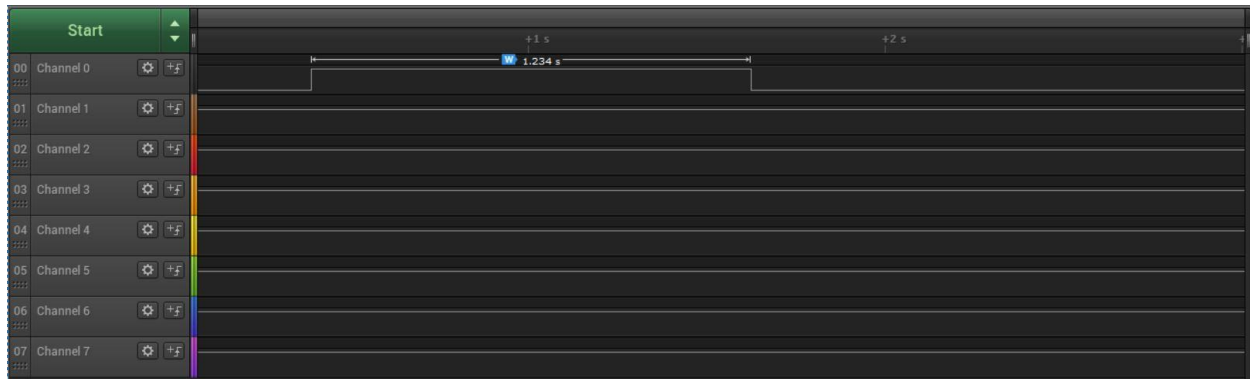 Start
+1 s
+2 s
00 Channel 0
W 1.234 s
01 Channel 1
02 Channel 2
03 Channel 3
04 Channel 4
05 Channel 5
06 Channel 6
07 Channel 7